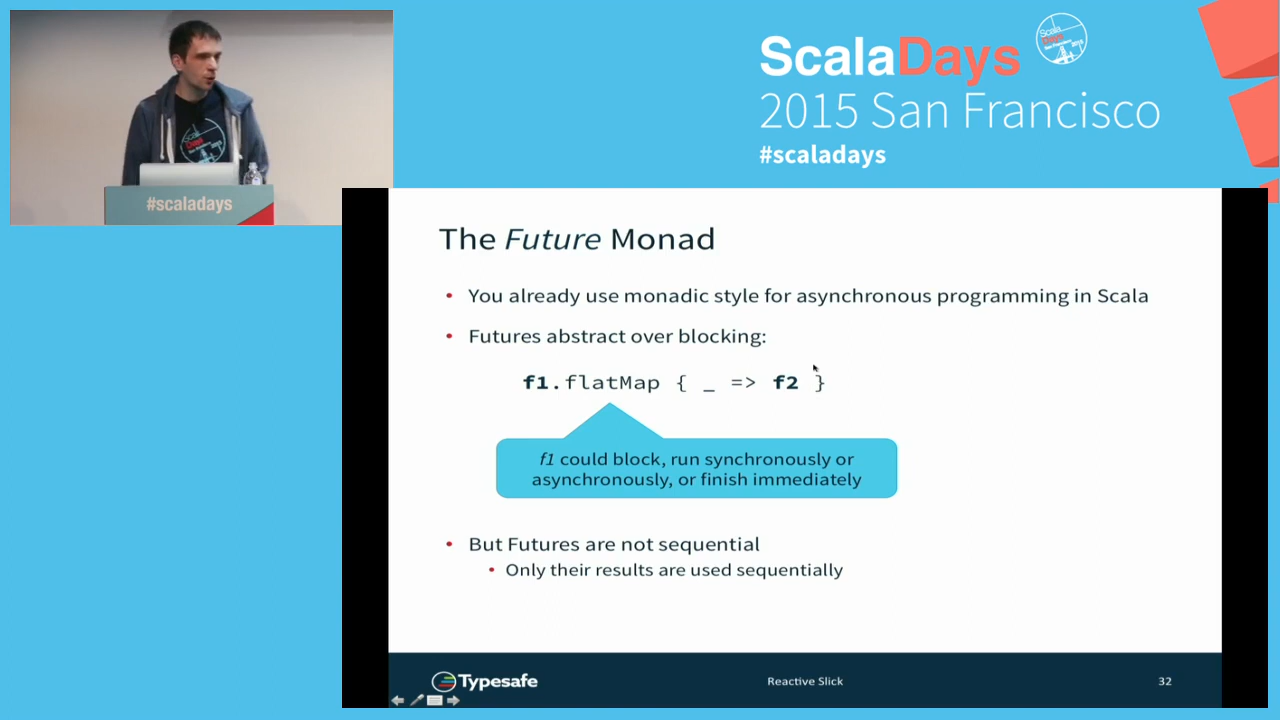 ScalaDays
2015 San Francisco
#scaladays
#scaladays
The Future Monad
• You already use monadic style for asynchronous programming in Scala
• Futures abstract over blocking:
f1.flatMap { _ => f2 }
f1 could block, run synchronously or
asynchronously, or finish immediately
• But Futures are not sequential
• Only their results are used sequentially
Typesafe
Reactive Slick
32